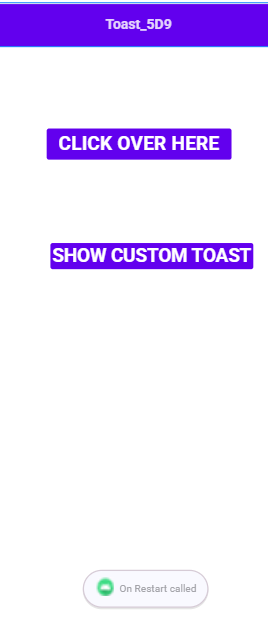 Toast_5D9
CLICK OVER HERE
SHOW CUSTOM TOAST
On Restart called